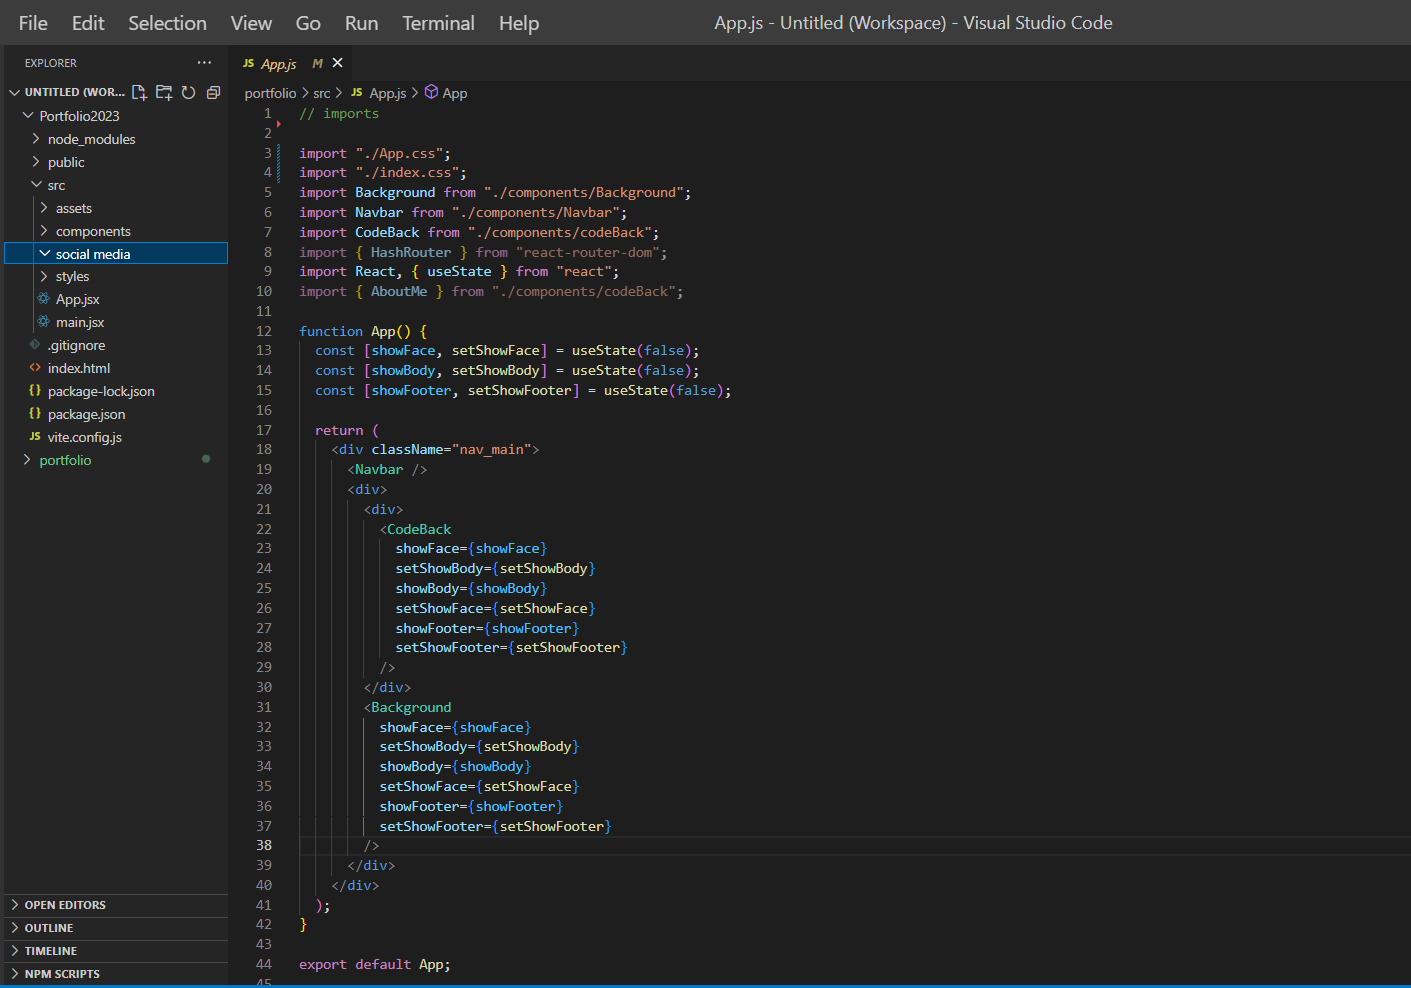 File Edit Selection View Go Run Terminal Help
App.js - Untitled (Workspace) - Visual Studio Code
EXPLORER
UNTITLED (WOR...
Portfolio2023
node_modules
public
src
assets
components
social media
styles
App.jsx
main.jsx
.gitignore
index.html
package-lock.json
package.json
JS vite.config.js
portfolio
OPEN EDITORS
OUTLINE
TIMELINE
NPM SCRIPTS
JS App.js M
portfolio > src > JS App.js > App
1 // imports
2
3 import "./App.css";
4 import "./index.css";
5 import Background from "./components/Background";
6 import Navbar from "./components/Navbar";
7 import CodeBack from "./components/codeBack";
8 import { HashRouter } from "react-router-dom";
9 import React, { useState } from "react";
10 import { AboutMe } from "./components/codeBack";
11
12 function App() {
13 const [showFace, setShowFace] = useState(false);
14 const [showBody, setShowBody] = useState(false);
15 const [showFooter, setShowFooter] = useState(false);
16
17 return (
18 <div className="nav_main">
19 <Navbar />
20 <div>
21 <div>
22 <CodeBack
23 showFace={showFace}
24 setShowBody={setShowBody}
25 showBody={showBody}
26 setShowFace={setShowFace}
27 showFooter={showFooter}
28 setShowFooter={setShowFooter}
29 />
30 </div>
31 <Background
32 showFace={showFace}
33 setShowBody={setShowBody}
34 showBody={showBody}
35 setShowFace={setShowFace}
36 showFooter={showFooter}
37 setShowFooter={setShowFooter}
38 />
39 </div>
40 </div>
41 );
42 }
43
44 export default App;
45